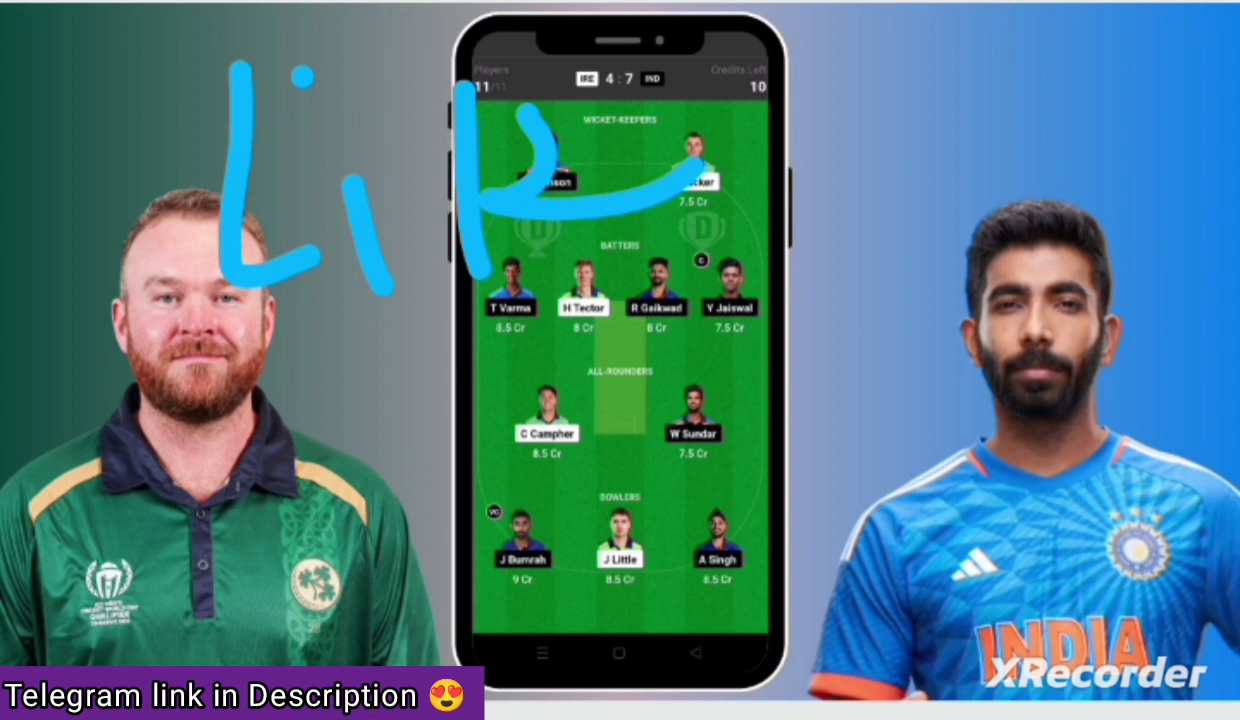 Players
IRE 4 : 7 IND
Credits Left
11/11
10
WICKET-KEEPERS
7.5 Cr
BATTERS
C
T Varma
H Tector
R Gaikwad
Y Jaiswal
8.5 Cr
8 Cr
8 Cr
7.5 Cr
ALL-ROUNDERS
C Campher
W Sundar
8.5 Cr
7.5 Cr
BOWLERS
VC
J Bumrah
J Little
A Singh
9 Cr
8.5 Cr
8.5 Cr
Lik
INDIA
XRecorder
Telegram link in Description 😍